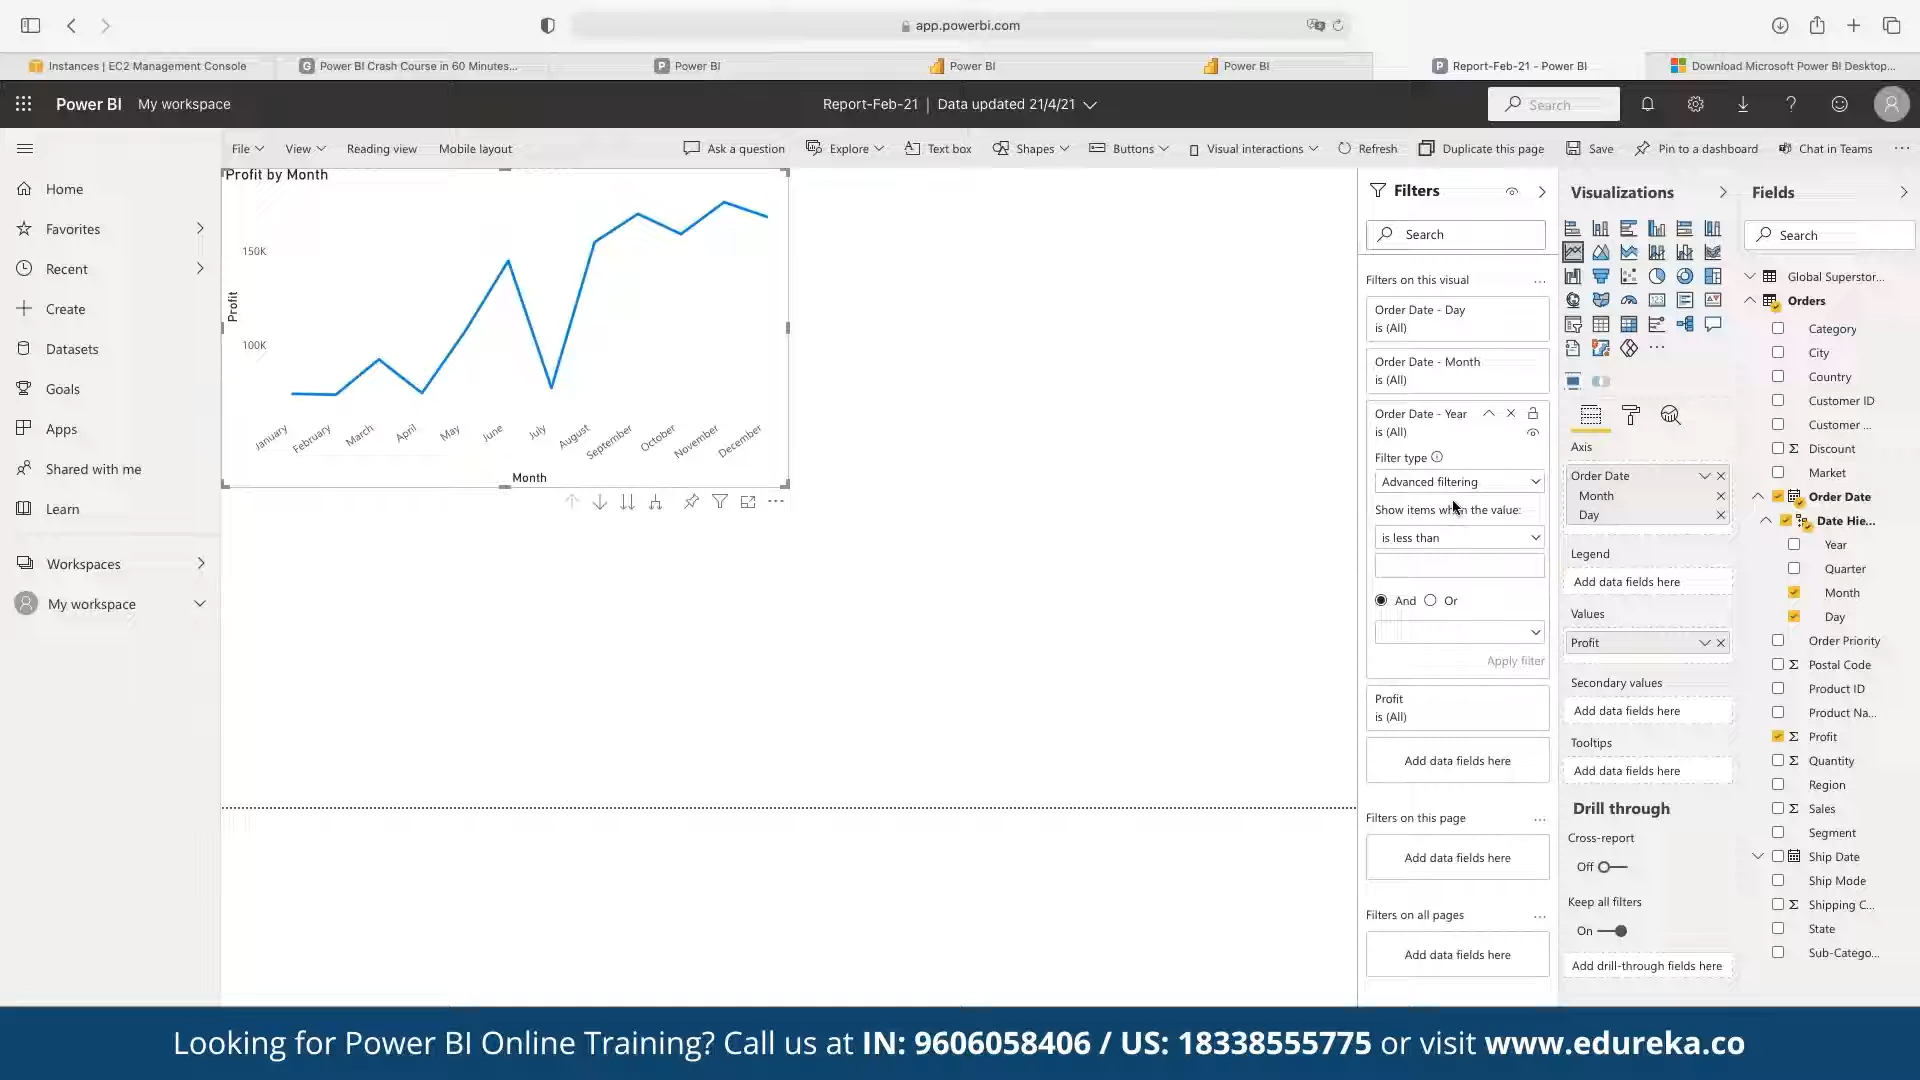 app.powerbi.com
Instances | EC2 Management Console
Power BI Crash Course in 60 Minutes...
Power BI
Power BI
Power BI
Report-Feb-21 - Power BI
Download Microsoft Power BI Desktop...
Power BI My workspace
Report-Feb-21 | Data updated 21/4/21
Search
File
View
Reading view
Mobile layout
Ask a question
Explore
Text box
Shapes
Buttons
Visual interactions
Refresh
Duplicate this page
Save
Pin to a dashboard
Chat in Teams
Home
Favorites
Recent
Create
Datasets
Goals
Apps
Shared with me
Learn
Workspaces
My workspace
Profit by Month
150K
100K
Profit
January
February
March
April
May
June
July
August
September
October
November
December
Month
Filters
Search
Filters on this visual
Order Date - Day
is (All)
Order Date - Month
is (All)
Order Date - Year
is (All)
Filter type
Advanced filtering
Show items when the value:
is less than
And Or
Apply filter
Profit
is (All)
Add data fields here
Filters on this page
Add data fields here
Filters on all pages
Add data fields here
Visualizations
Axis
Order Date
Month
Day
Legend
Add data fields here
Values
Profit
Secondary values
Add data fields here
Tooltips
Add data fields here
Drill through
Cross-report
Off
Keep all filters
On
Add drill-through fields here
Fields
Search
Global Superstor...
Orders
Category
City
Country
Customer ID
Customer ...
Discount
Market
Order Date
Date Hie...
Year
Quarter
Month
Day
Order Priority
Postal Code
Product ID
Product Na...
Profit
Quantity
Region
Sales
Segment
Ship Date
Ship Mode
Shipping C...
State
Sub-Catego...
Looking for Power BI Online Training? Call us at IN: 9606058406 / US: 18338555775 or visit www.edureka.co